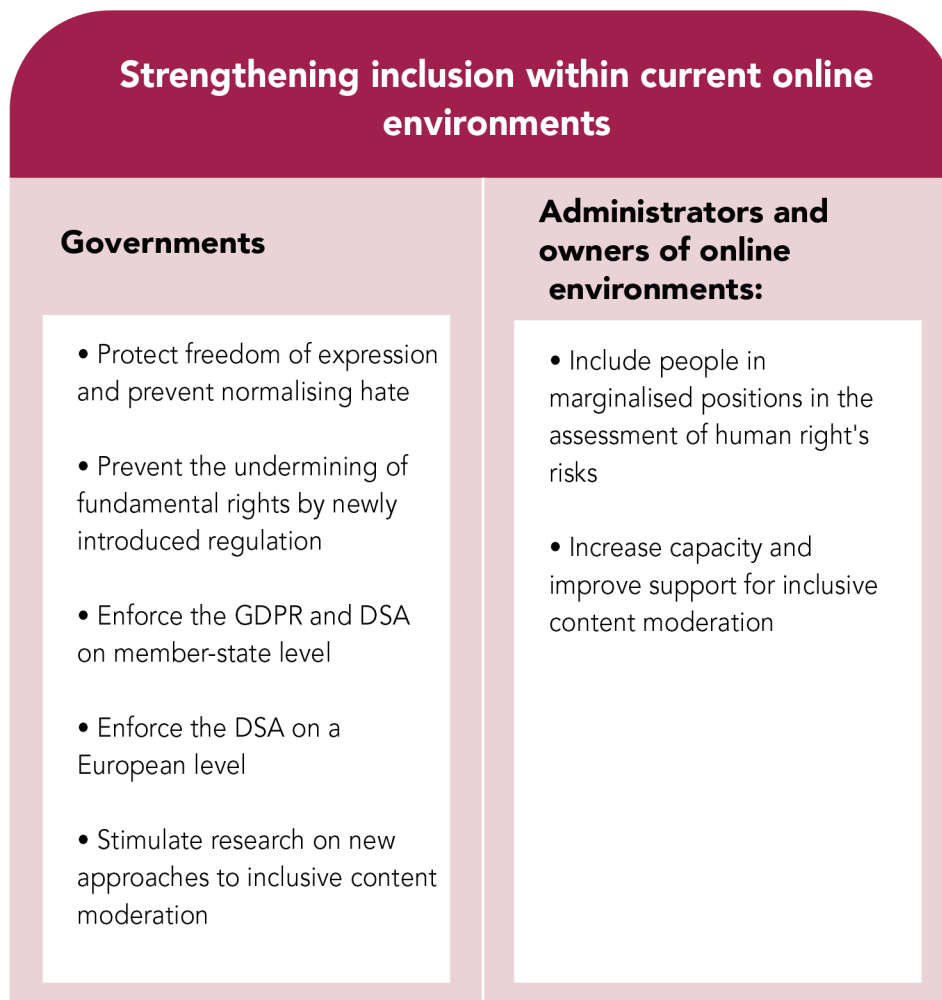 Strengthening inclusion within current online
environments
Governments
• Protect freedom of expression
and prevent normalising hate
• Prevent the undermining of
fundamental rights by newly
introduced regulation
• Enforce the GDPR and DSA
on member-state level
• Enforce the DSA on a
European level
• Stimulate research on new
approaches to inclusive content
moderation
Administrators and
owners of online
environments:
• Include people in
marginalised positions in the
assessment of human right's
risks
• Increase capacity and
improve support for inclusive
content moderation